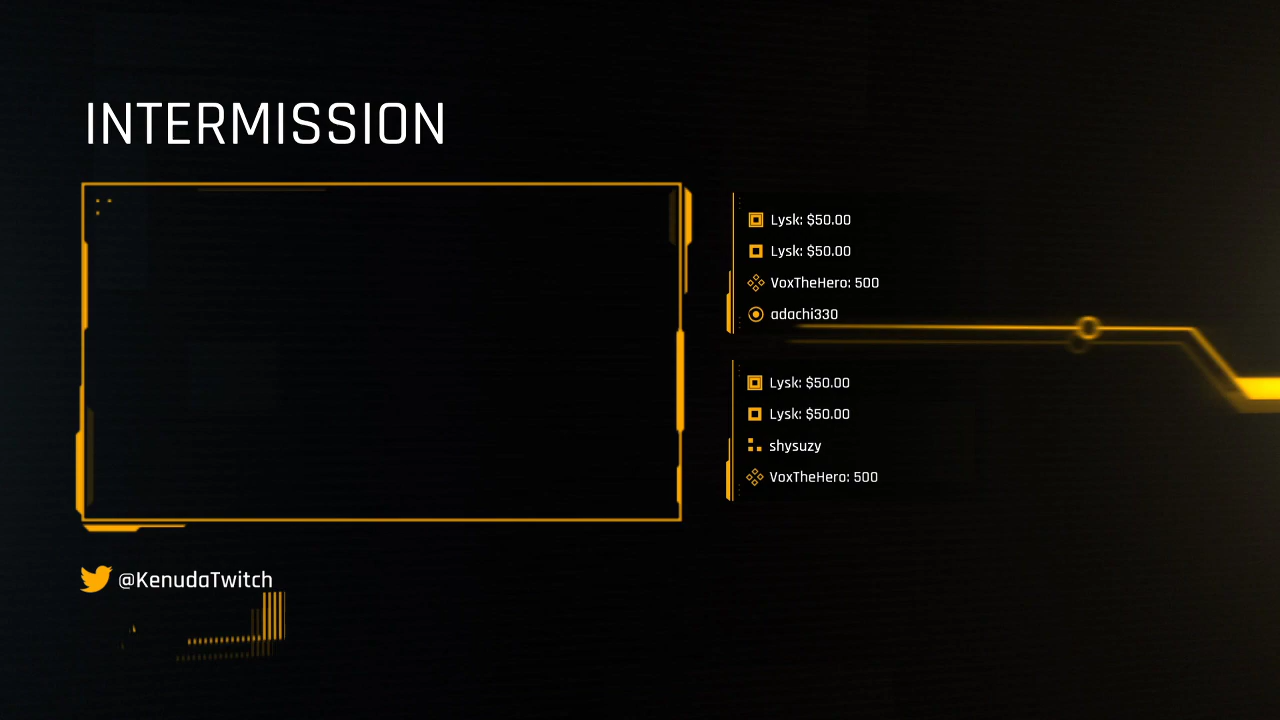 INTERMISSION
Lysk: $50.00
Lysk: $50.00
VoxTheHero: 500
adachi330
Lysk: $50.00
Lysk: $50.00
shysuzy
VoxTheHero: 500
@KenudaTwitch